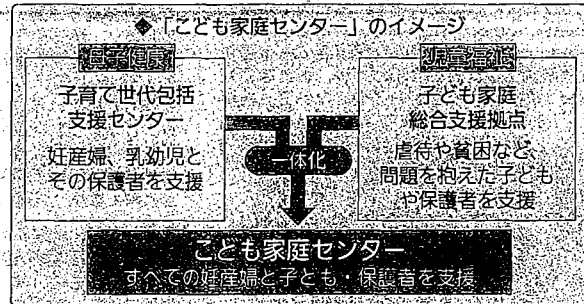 ◆「こども家庭センター」のイメージ
母子保健
子育て世代包括
支援センター
妊産婦、乳幼児と
その保護者を支援
児童福祉
子ども家庭
総合支援拠点
虐待や貧困など
問題を抱えた子ども
や保護者を支援
一体化
こども家庭センター
すべての妊産婦と子ども・保護者を支援